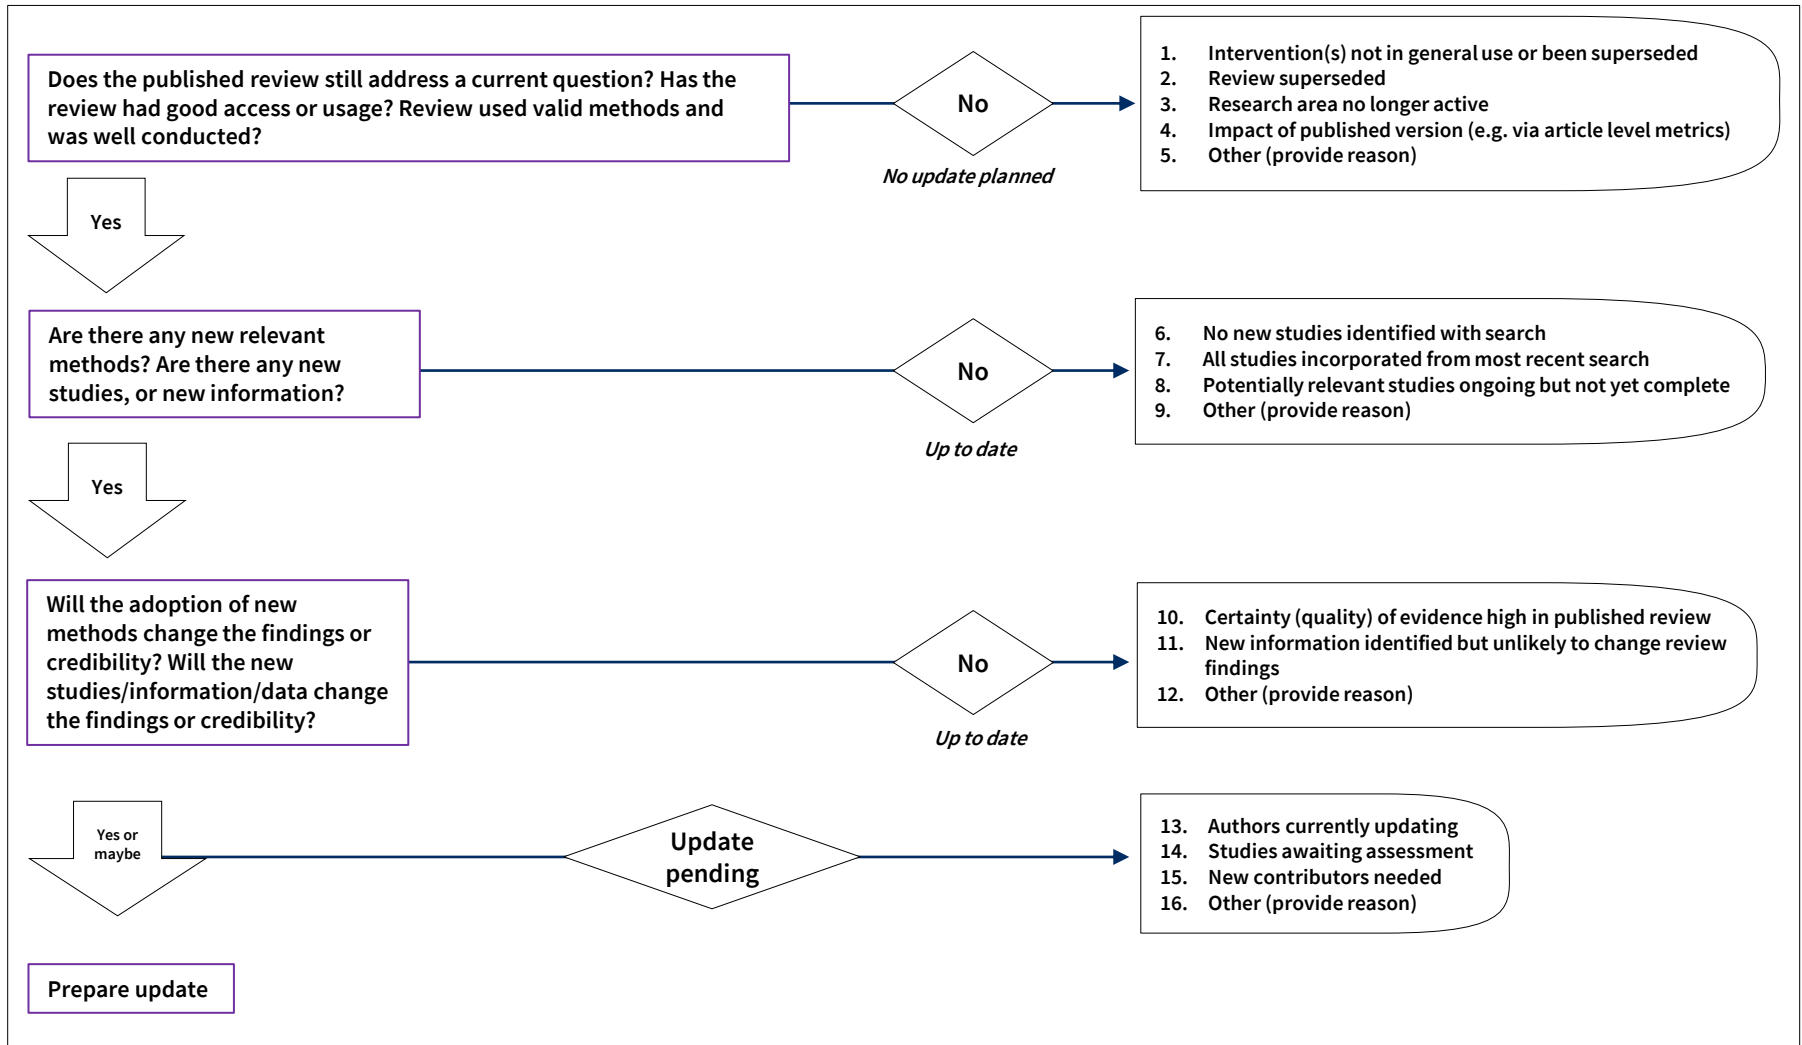 Does the published review still address a current question? Has the
review had good access or usage? Review used valid methods and
was well conducted?
No
No update planned
1. Intervention(s) not in general use or been superseded
2. Review superseded
3. Research area no longer active
4. Impact of published version (e.g. via article level metrics)
5. Other (provide reason)
Yes
Are there any new relevant
methods? Are there any new
studies, or new information?
No
Up to date
6. No new studies identified with search
7. All studies incorporated from most recent search
8. Potentially relevant studies ongoing but not yet complete
9. Other (provide reason)
Yes
Will the adoption of new
methods change the findings or
credibility? Will the new
studies/information/data change
the findings or credibility?
No
Up to date
10. Certainty (quality) of evidence high in published review
11. New information identified but unlikely to change review
findings
12. Other (provide reason)
Yes or
maybe
Update
pending
13. Authors currently updating
14. Studies awaiting assessment
15. New contributors needed
16. Other (provide reason)
Prepare update